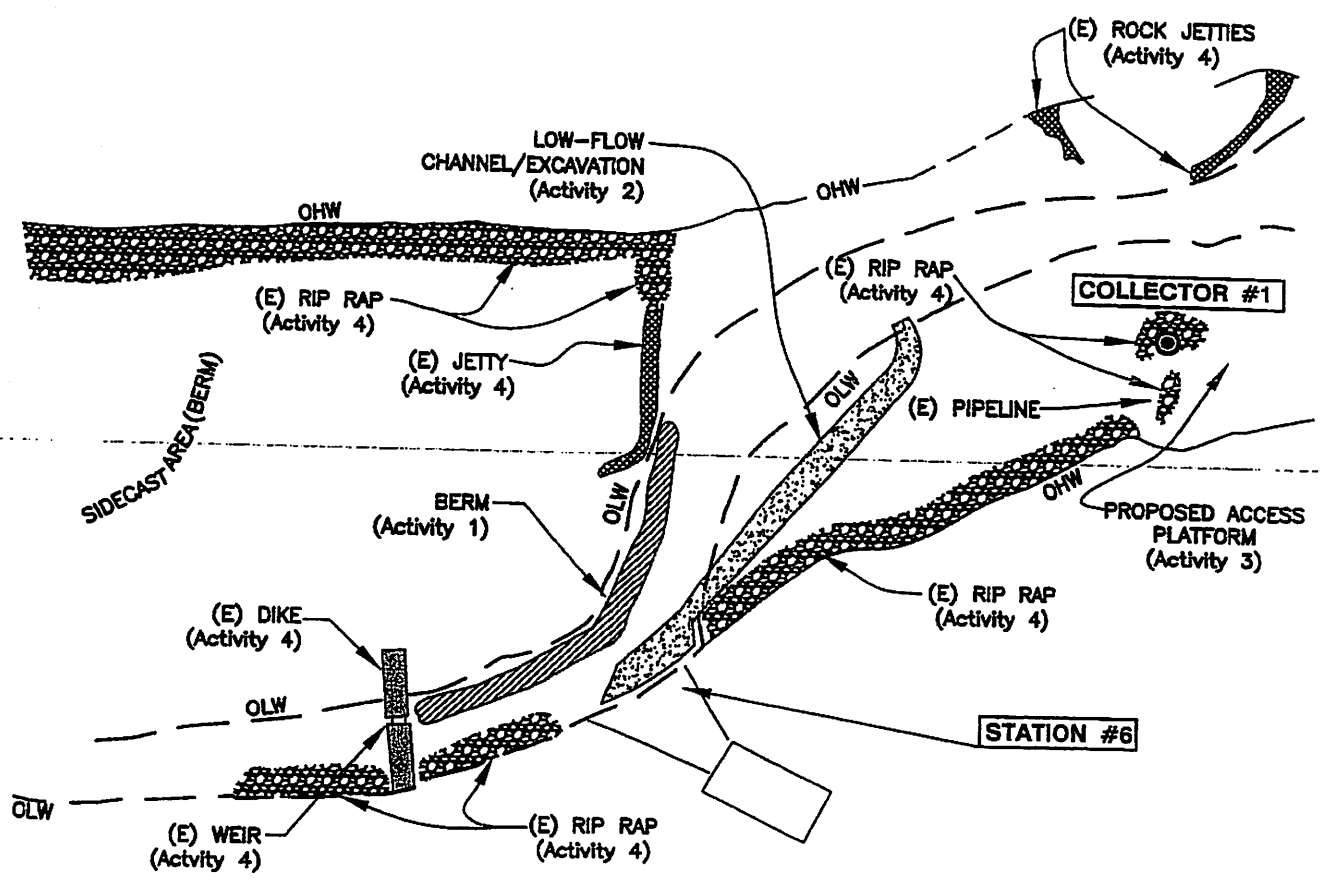 (E) ROCK JETTIES
(Activity 4)
LOW-FLOW
CHANNEL/EXCAVATION
(Activity 2)
OHW
OHW
(E) RIP RAP
(Activity 4)
COLLECTOR #1
(E) RIP RAP
(Activity 4)
(E) JETTY
(Activity 4)
OLW
(E) PIPELINE
SIDECAST AREA(BERM)
OHW
BERM
(Activity 1)
OLW
PROPOSED ACCESS
PLATFORM
(Activity 3)
(E) RIP RAP
(Activity 4)
(E) DIKE
(Activity 4)
OLW
STATION #6
OLW
(E) WEIR
(Actvity 4)
(E) RIP RAP
(Activity 4)